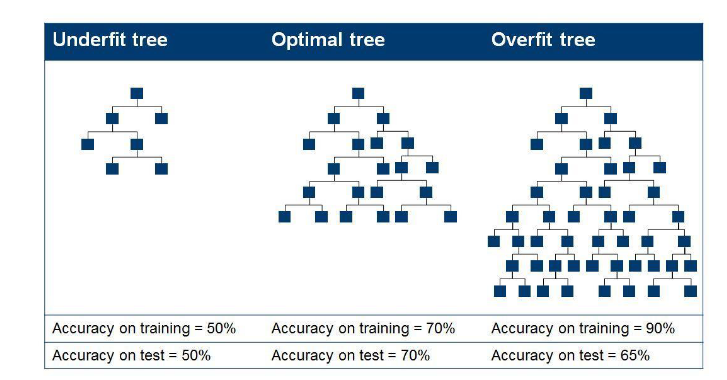 Underfit tree Optimal tree Overfit tree
Accuracy on training = 50% Accuracy on training = 70% Accuracy on training = 90%
Accuracy on test = 50% Accuracy on test = 70% Accuracy on test = 65%